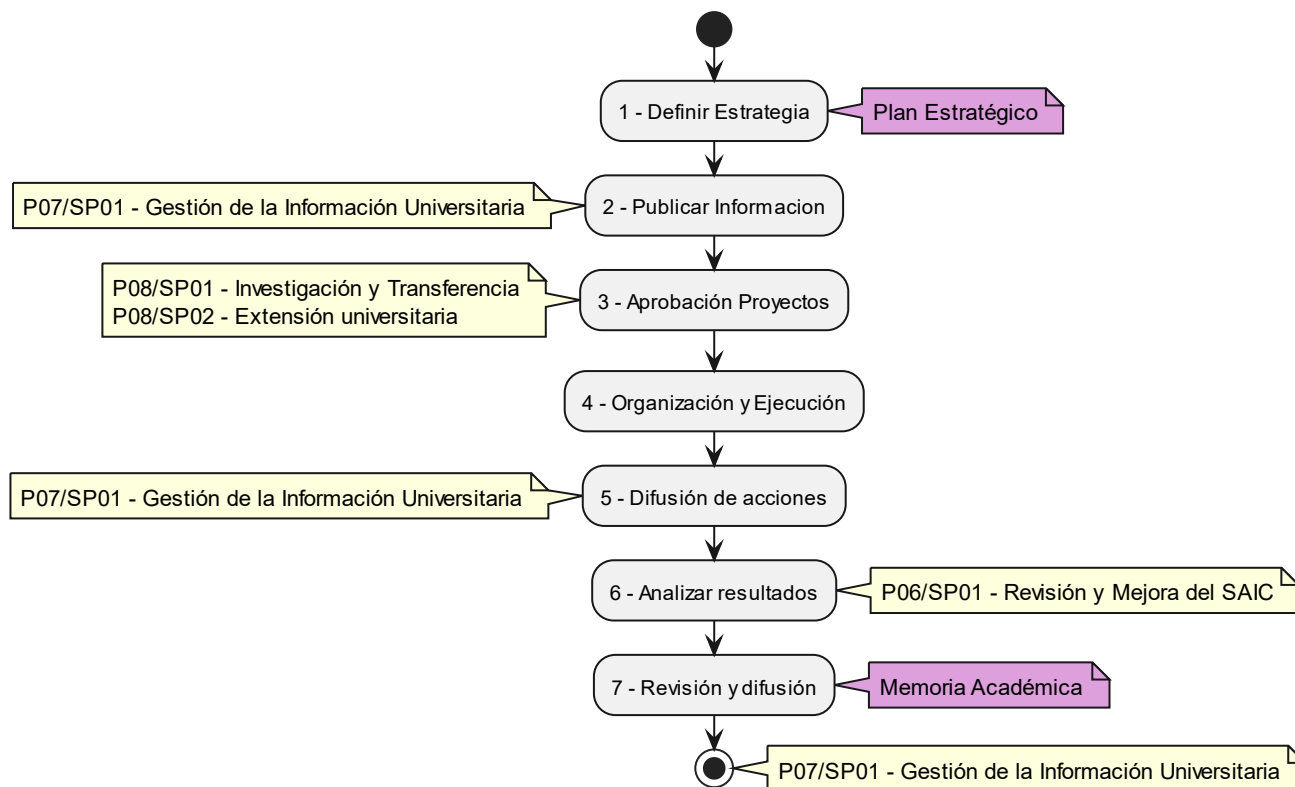 1 - Definir Estrategia
Plan Estratégico
P07/SP01 - Gestión de la Información Universitaria
2 - Publicar Informacion
P08/SP01 - Investigación y Transferencia
P08/SP02 - Extensión universitaria
3 - Aprobación Proyectos
4 - Organización y Ejecución
P07/SP01 - Gestión de la Información Universitaria
5 - Difusión de acciones
6 - Analizar resultados
P06/SP01 - Revisión y Mejora del SAIC
7 - Revisión y difusión
Memoria Académica
P07/SP01 - Gestión de la Información Universitaria